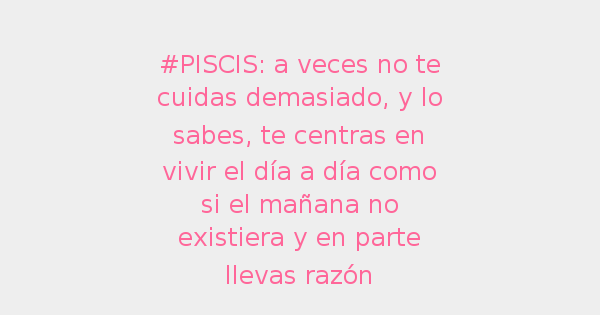 #PISCIS: a veces no te
cuidas demasiado, y lo
sabes, te centras en
vivir el día a día como
si el mañana no
existiera y en parte
llevas razón